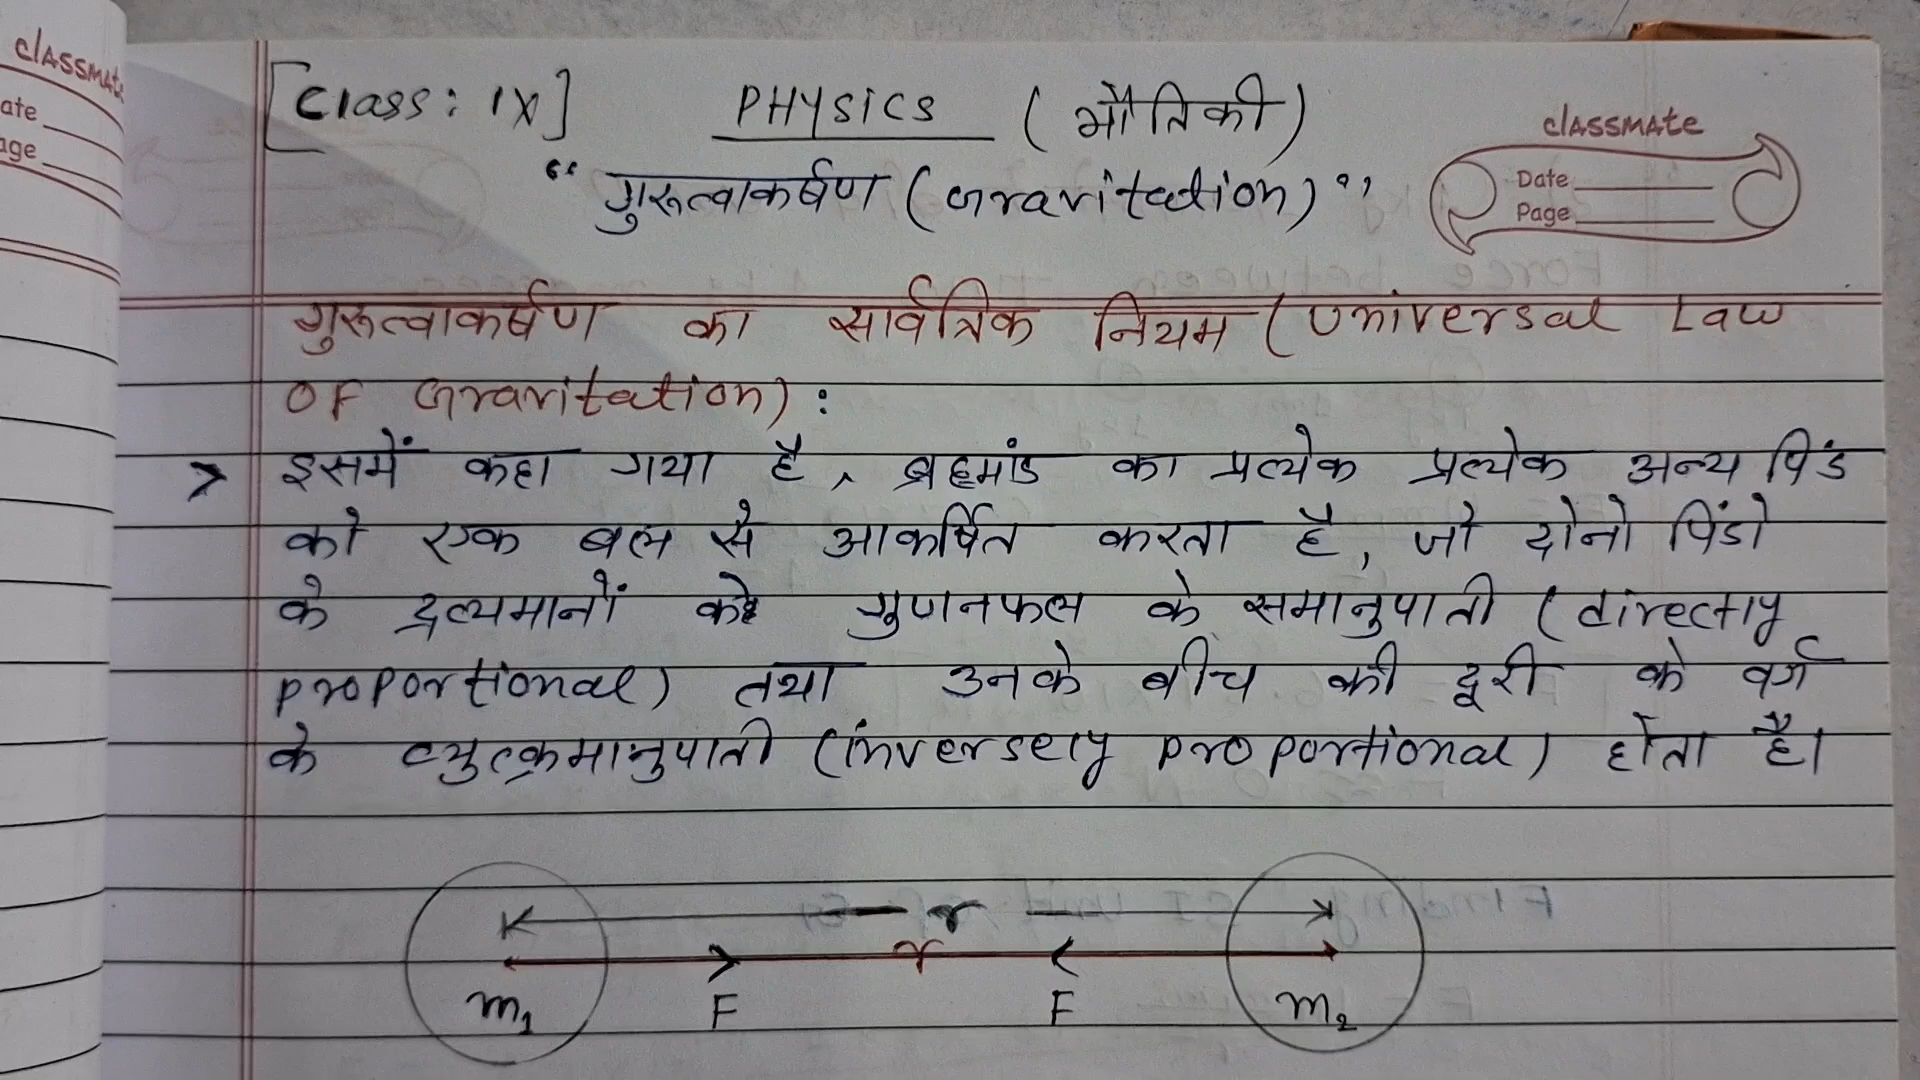 classmate
ate
age
[Class: IX] PHYSICS (भौतिकी)
"गुरूत्वाकर्षण (Gravitation)"
classmate
Date
Page
गुरूत्वाकर्षण का सार्वत्रिक नियम (Universal Law
OF Gravitation):
> इसमें कहा गया है, ब्रहमांड का प्रत्येक प्रत्येक अन्य पिंड
को एक बल से आकर्षित करता है, जो दोनो पिंडो
के द्रव्यमानों के गुणनफल के समानुपाती (directly
proportional) तथा उनके बीच की दूरी के वर्ग
के व्युत्क्रमानुपाती (inversely proportional) होता है।
r
r
m₁ F F m₂